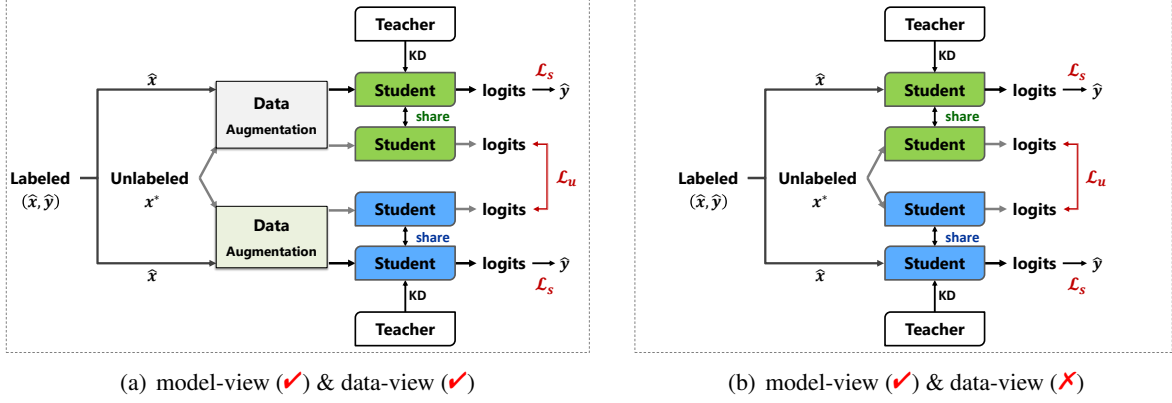 Teacher
KD
x̂
Student
logits
ℒₛ
ŷ
Data
Augmentation
share
Student
logits
Labeled
(x̂, ŷ)
Unlabeled
x*
ℒᵤ
Data
Augmentation
Student
logits
share
x̂
Student
logits
ŷ
ℒₛ
KD
Teacher
(a) model-view (✔) & data-view (✔)
Teacher
KD
x̂
Student
logits
ℒₛ
ŷ
share
Student
logits
Labeled
(x̂, ŷ)
Unlabeled
x*
ℒᵤ
Student
logits
share
x̂
Student
logits
ŷ
ℒₛ
KD
Teacher
(b) model-view (✔) & data-view (✗)